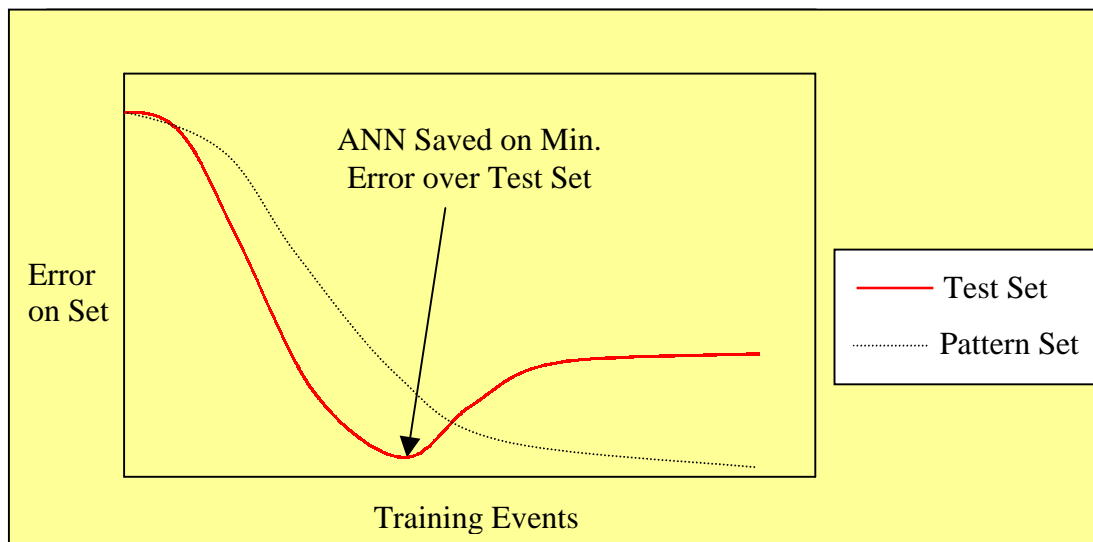 ANN Saved on Min.
Error over Test Set
Error
on Set
Test Set
Pattern Set
Training Events